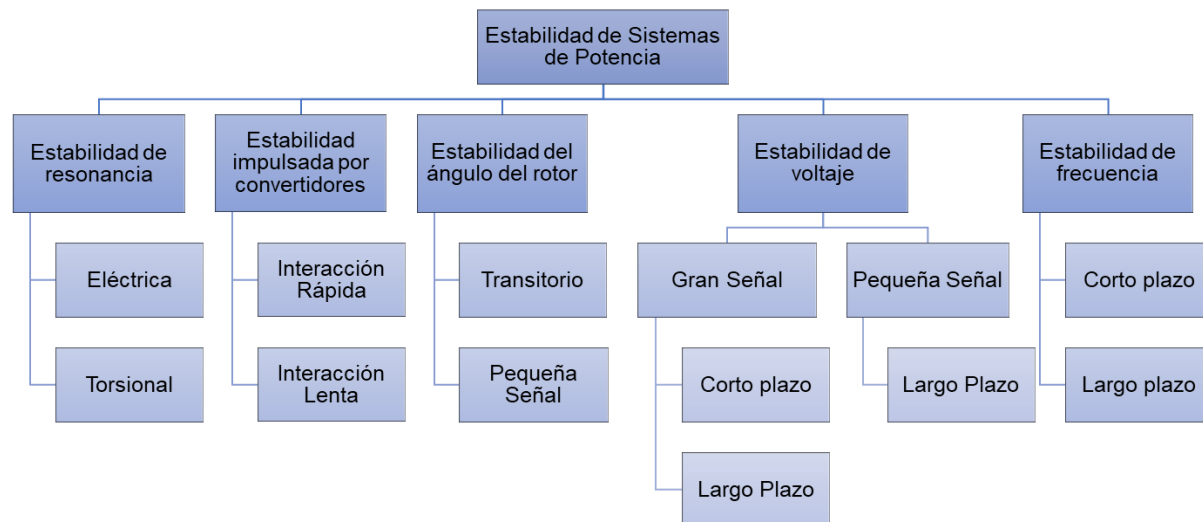 Estabilidad de Sistemas
de Potencia
Estabilidad de
resonancia
Eléctrica
Torsional
Estabilidad
impulsada por
convertidores
Interacción
Rápida
Interacción
Lenta
Estabilidad del
ángulo del rotor
Transitorio
Pequeña
Señal
Estabilidad de
voltaje
Gran Señal
Corto plazo
Largo Plazo
Pequeña Señal
Largo Plazo
Estabilidad de
frecuencia
Corto plazo
Largo plazo